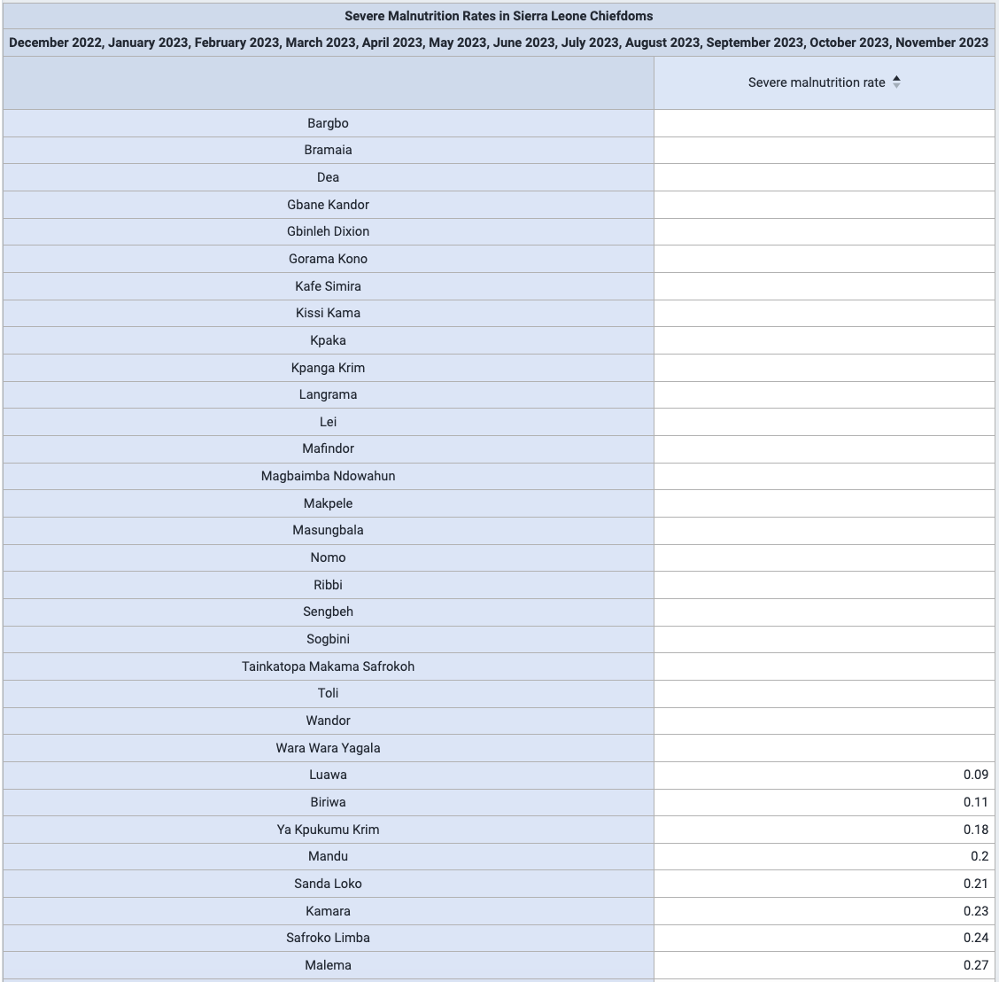 Severe Malnutrition Rates in Sierra Leone Chiefdoms
December 2022, January 2023, February 2023, March 2023, April 2023, May 2023, June 2023, July 2023, August 2023, September 2023, October 2023, November 2023
Severe malnutrition rate
Bargbo
Bramaia
Dea
Gbane Kandor
Gbinleh Dixion
Gorama Kono
Kafe Simira
Kissi Kama
Kpaka
Kpanga Krim
Langrama
Lei
Mafindor
Magbaimba Ndowahun
Makpele
Masungbala
Nomo
Ribbi
Sengbeh
Sogbini
Tainkatopa Makama Safrokoh
Toli
Wandor
Wara Wara Yagala
Luawa 0.09
Biriwa 0.11
Ya Kpukumu Krim 0.18
Mandu 0.2
Sanda Loko 0.21
Kamara 0.23
Safroko Limba 0.24
Malema 0.27